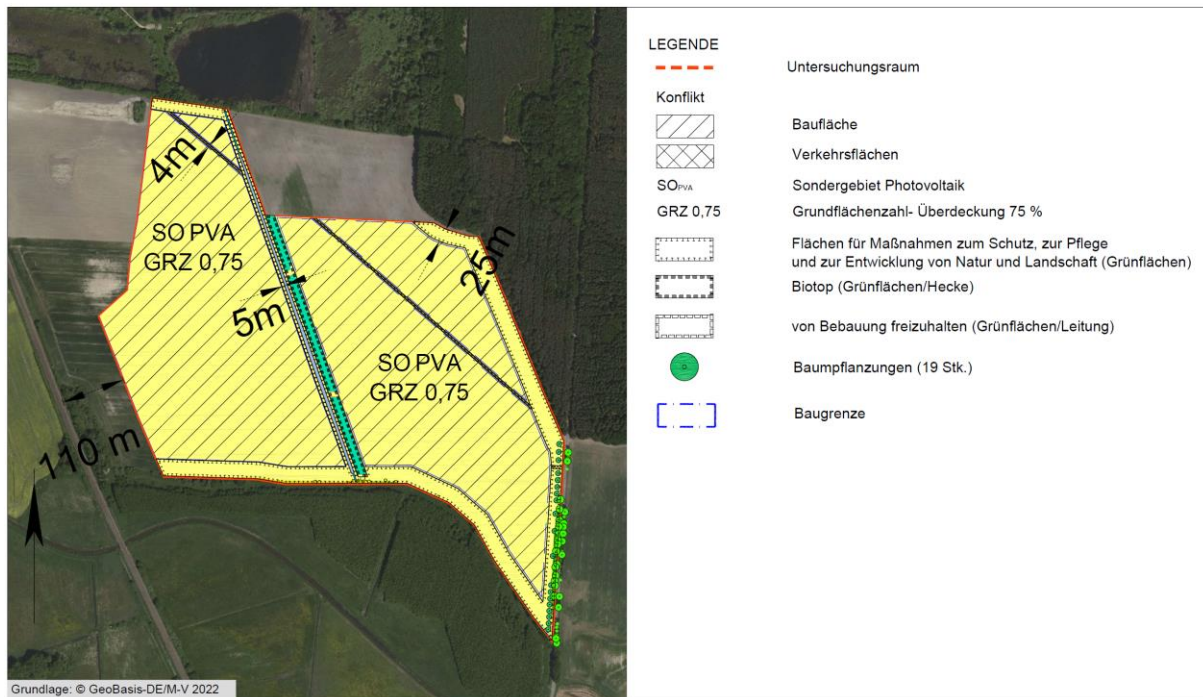 4m
SO PVA
GRZ 0,75
25m
5m
SO PVA
GRZ 0,75
110 m
Grundlage: © GeoBasis-DE/M-V 2022
LEGENDE
Untersuchungsraum
Konflikt
Baufläche
Verkehrsflächen
SOPVA Sondergebiet Photovoltaik
GRZ 0,75 Grundflächenzahl- Überdeckung 75 %
Flächen für Maßnahmen zum Schutz, zur Pflege
und zur Entwicklung von Natur und Landschaft (Grünflächen)
Biotop (Grünflächen/Hecke)
von Bebauung freizuhalten (Grünflächen/Leitung)
Baumpflanzungen (19 Stk.)
Baugrenze